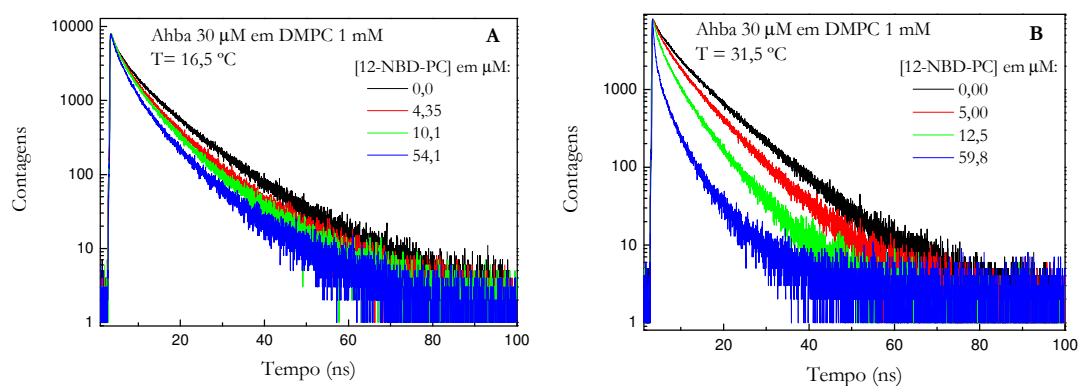 Ahba 30 μM em DMPC 1 mM
A
T= 16,5 ºC
[12-NBD-PC] em μM:
0,0
4,35
10,1
54,1
Contagens
10000
1000
100
10
1
20
40
60
80
100
Tempo (ns)
Ahba 30 μM em DMPC 1 mM
B
T = 31,5 ºC
[12-NBD-PC] em μM:
0,00
5,00
12,5
59,8
Contagens
1000
100
10
1
20
40
60
80
100
Tempo (ns)